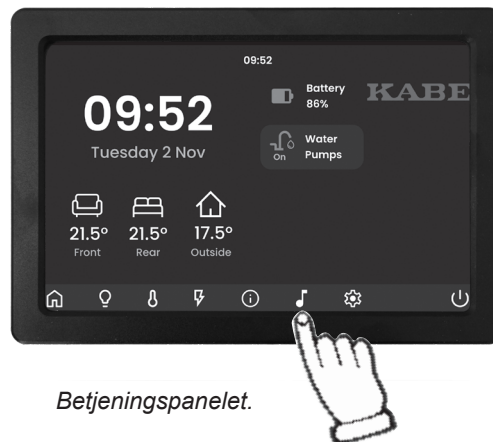 09:52
09:52
Tuesday 2 Nov
Battery
86%
KABE
On
Water
Pumps
21.5°
21.5°
17.5°
Front
Rear
Outside
Betjeningspanelet.